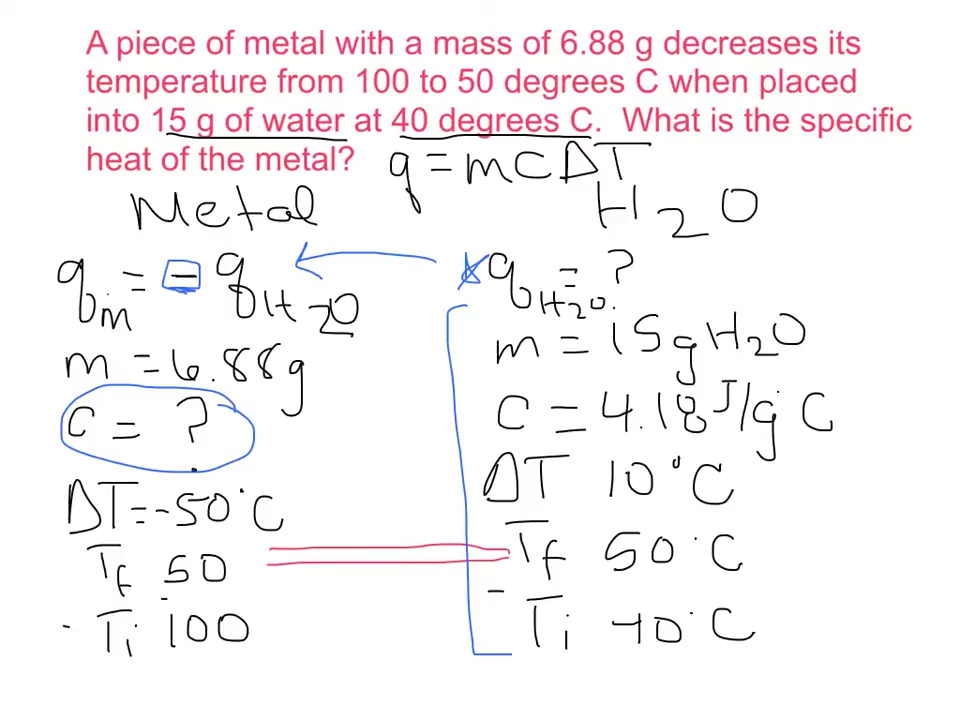 A piece of metal with a mass of 6.88 g decreases its
temperature from 100 to 50 degrees C when placed
into 15 g of water at 40 degrees C.  What is the specific
heat of the metal?
q = mCΔT
Metal
qm = - qH2O
m = 6.88g
C = ?
ΔT = -50°C
Tf 50
- Ti 100
H2O
qH2O = ?
m = 15g H2O
C = 4.18 J/g°C
ΔT 10°C
Tf 50°C
- Ti 40°C